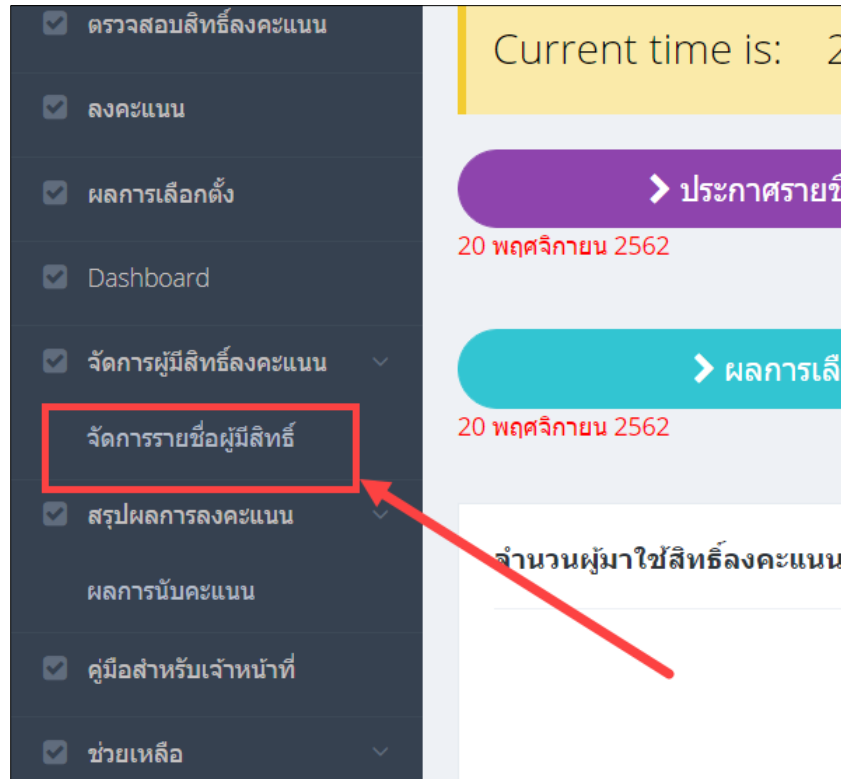 ตรวจสอบสิทธิ์ลงคะแนน
ลงคะแนน
ผลการเลือกตั้ง
Dashboard
จัดการผู้มีสิทธิ์ลงคะแนน
จัดการรายชื่อผู้มีสิทธิ์
สรุปผลการลงคะแนน
ผลการนับคะแนน
คู่มือสำหรับเจ้าหน้าที่
ช่วยเหลือ
Current time is: 2
ประกาศรายชื่
20 พฤศจิกายน 2562
ผลการเลื
20 พฤศจิกายน 2562
จำนวนผู้มาใช้สิทธิ์ลงคะแนน